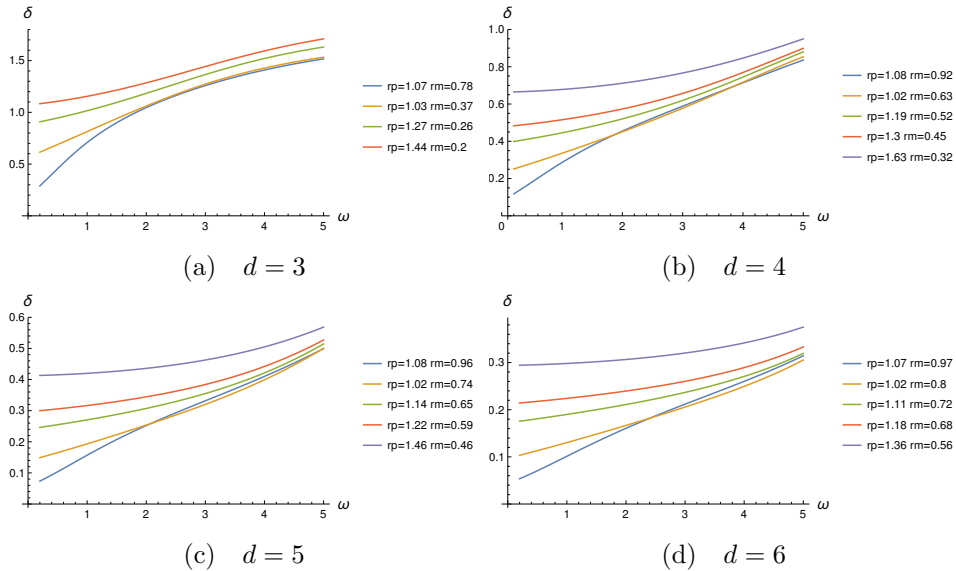 δ
1.5
1.0
0.5
1 2 3 4 5
ω
rp=1.07 rm=0.78
rp=1.03 rm=0.37
rp=1.27 rm=0.26
rp=1.44 rm=0.2
(a) d = 3
δ
1.0
0.8
0.6
0.4
0.2
0 0.0
1 2 3 4 5
ω
rp=1.08 rm=0.92
rp=1.02 rm=0.63
rp=1.19 rm=0.52
rp=1.3 rm=0.45
rp=1.63 rm=0.32
(b) d = 4
δ
0.6
0.5
0.4
0.3
0.2
0.1
1 2 3 4 5
ω
rp=1.08 rm=0.96
rp=1.02 rm=0.74
rp=1.14 rm=0.65
rp=1.22 rm=0.59
rp=1.46 rm=0.46
(c) d = 5
δ
0.3
0.2
0.1
1 2 3 4 5
ω
rp=1.07 rm=0.97
rp=1.02 rm=0.8
rp=1.11 rm=0.72
rp=1.18 rm=0.68
rp=1.36 rm=0.56
(d) d = 6